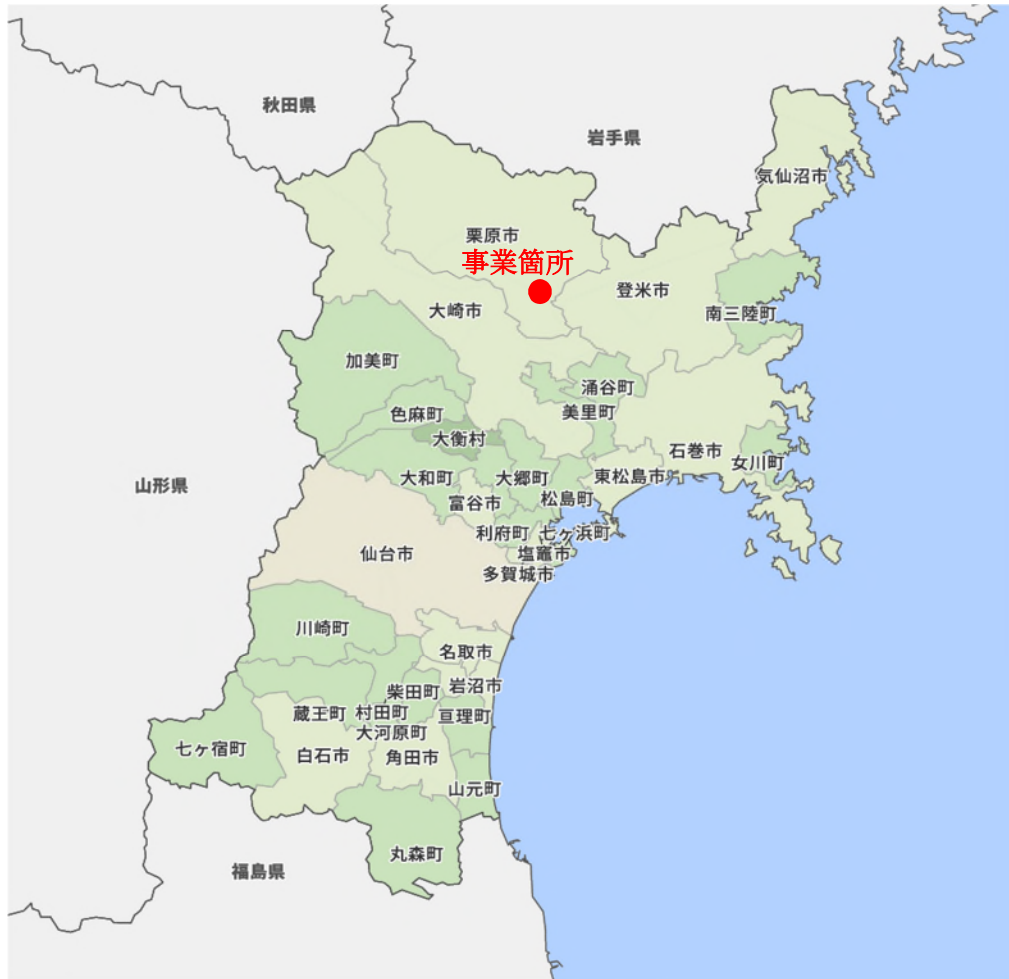 秋田県
岩手県
気仙沼市
栗原市
事業箇所
登米市
大崎市
南三陸町
加美町
涌谷町
色麻町
美里町
大衡村
石巻市
女川町
大和町
大郷町
東松島市
山形県
富谷市
松島町
利府町
七ヶ浜町
仙台市
塩竈市
多賀城市
川崎町
名取市
岩沼市
柴田町
蔵王町
村田町
亘理町
大河原町
七ヶ宿町
白石市
角田市
山元町
丸森町
福島県